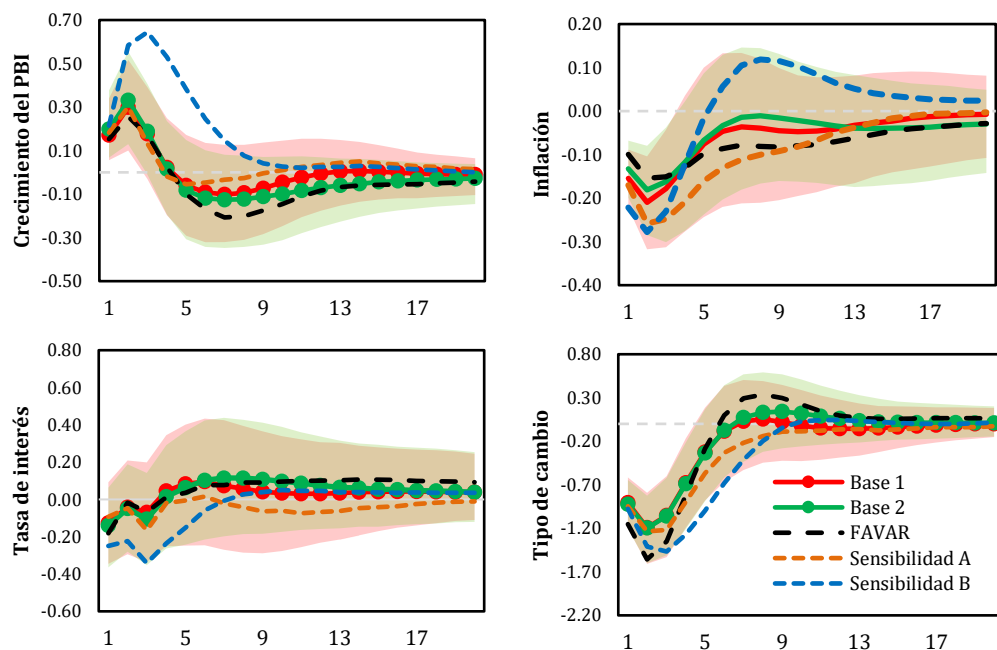 Crecimiento del PBI
0.70
0.50
0.30
0.10
-0.10
-0.30
-0.50
1 5 9 13 17
Inflación
0.20
0.10
0.00
-0.10
-0.20
-0.30
-0.40
1 5 9 13 17
Tasa de interés
0.80
0.60
0.40
0.20
0.00
-0.20
-0.40
-0.60
1 5 9 13 17
Tipo de cambio
0.80
0.30
-0.20
-0.70
-1.20
-1.70
-2.20
1 5 9 13 17
Base 1
Base 2
FAVAR
Sensibilidad A
Sensibilidad B